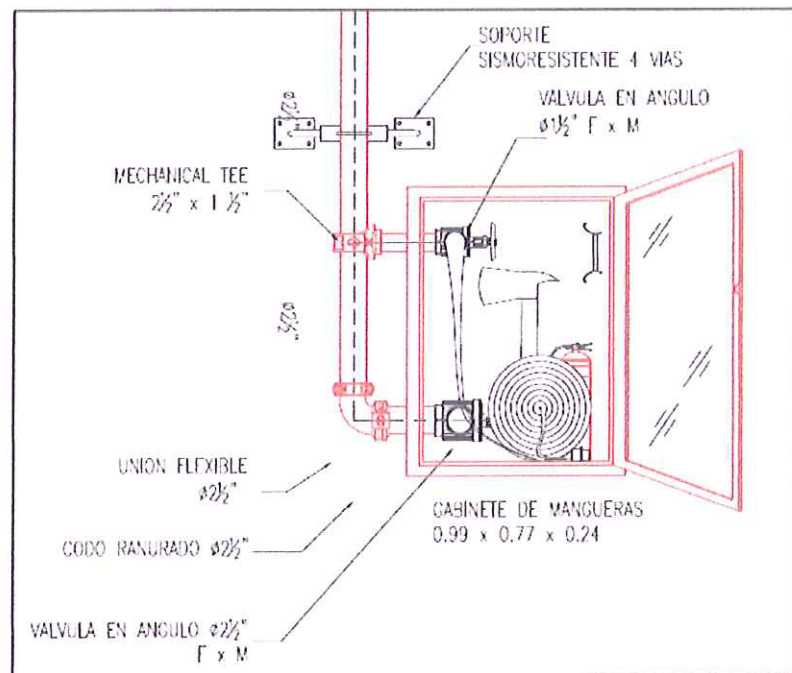 SOPORTE
SISMORESISTENTE 4 VIAS
VALVULA EN ANGULO
ø1½" F x M
ø2½"
MECHANICAL TEE
2½" x 1 ½"
ø2½"
UNION FLEXIBLE
ø2½"
GABINETE DE MANGUERAS
0.99 x 0.77 x 0.24
CODO RANURADO ø2½"
VALVULA EN ANGULO ø2½"
F x M